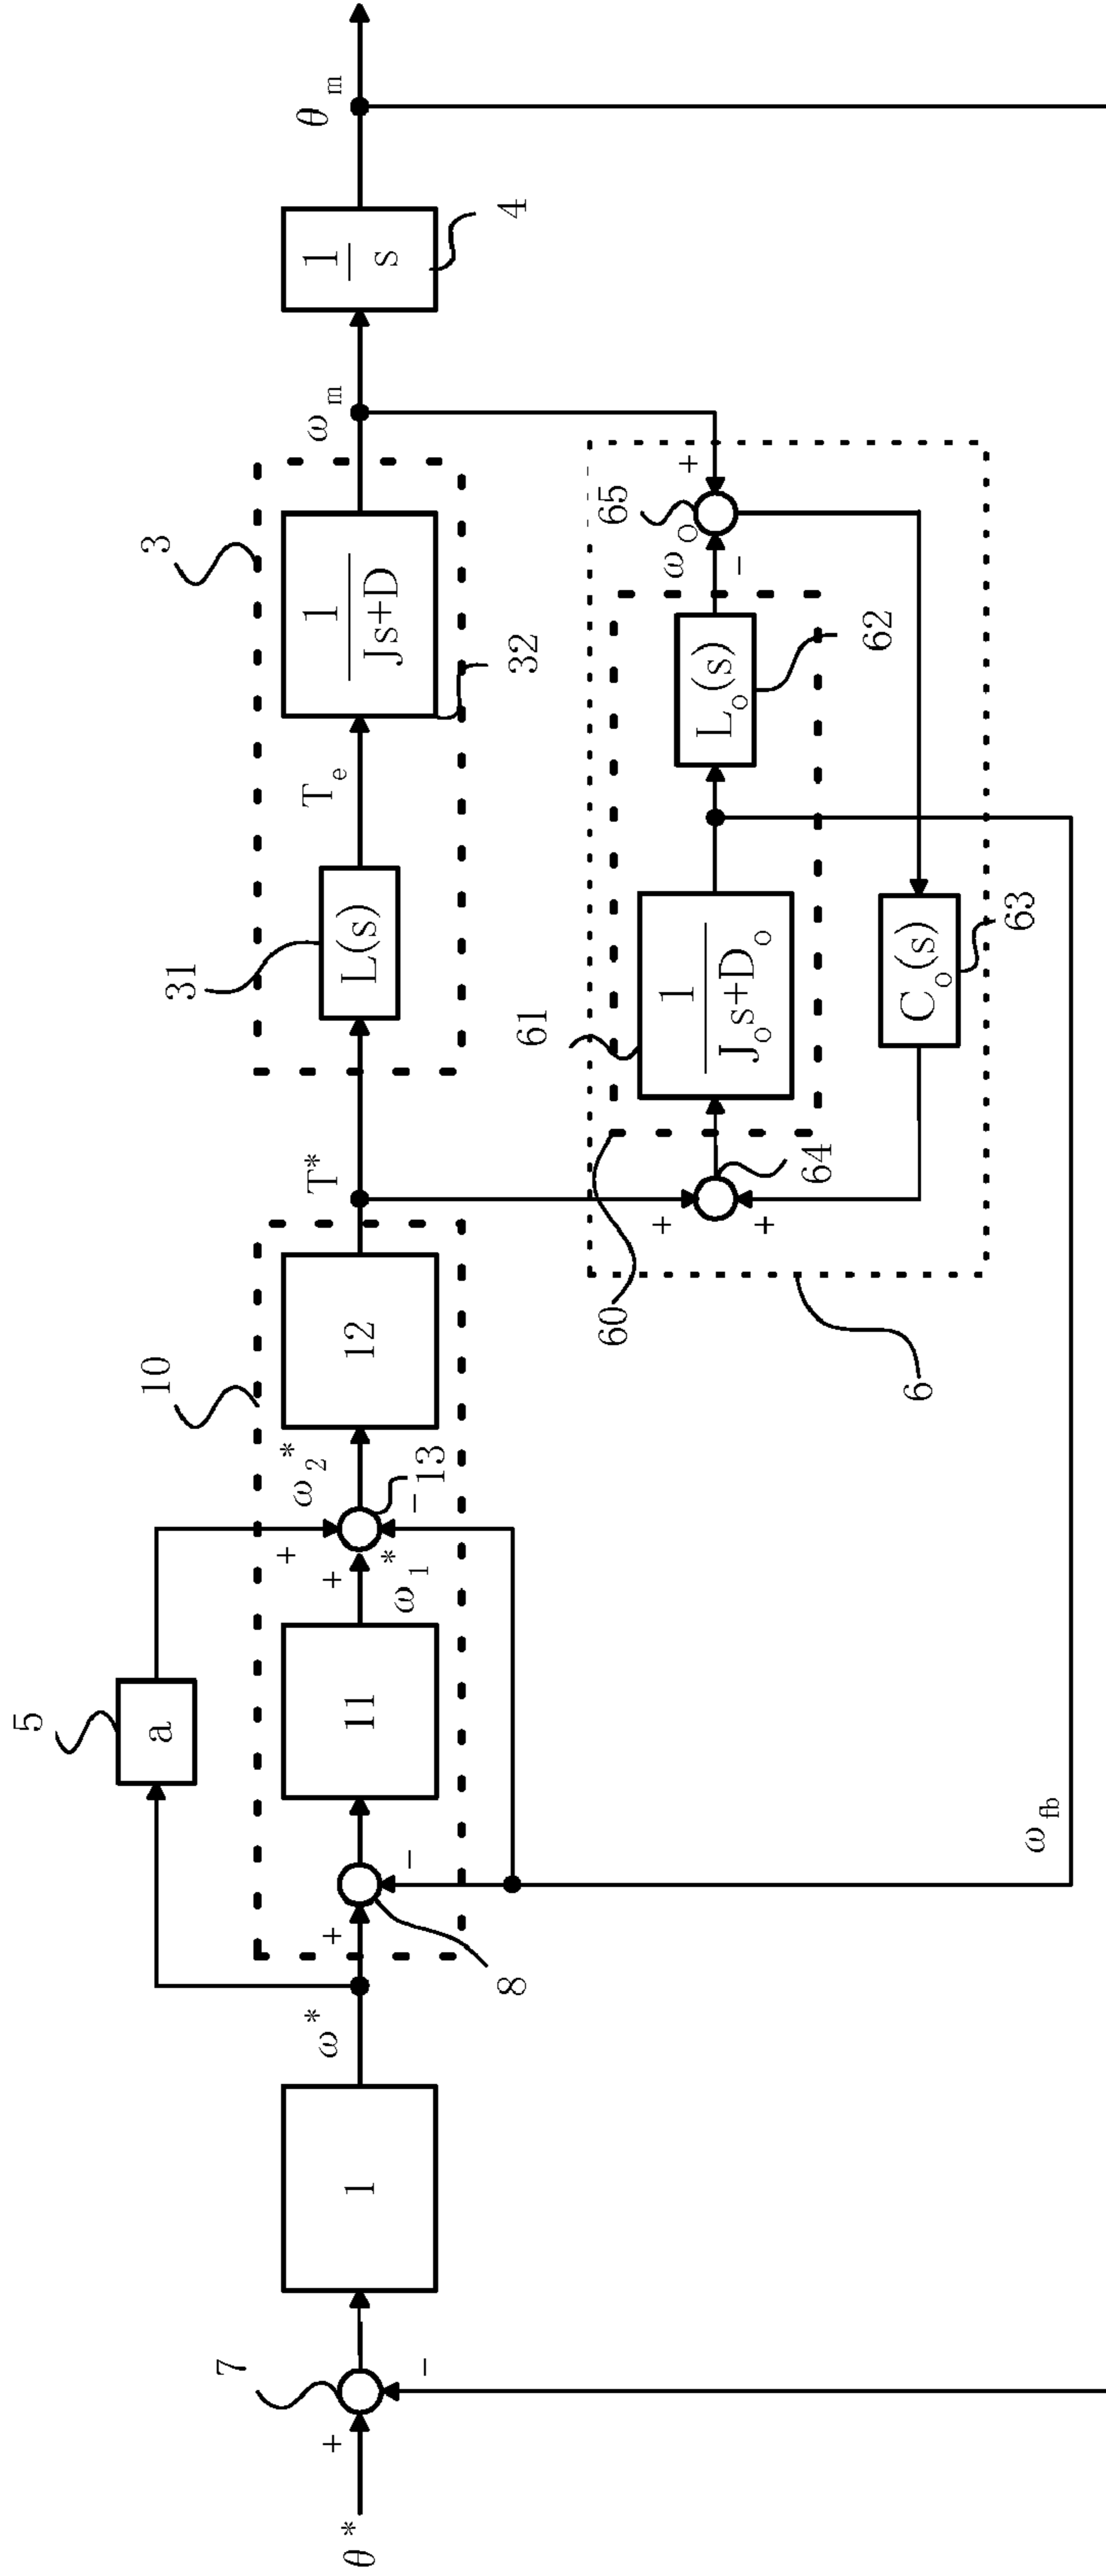 5
a
10
3
θ*
+
7
−
1
ω*
+
8
−
11
ω₁*
+
+
−
13
ω₂*
12
T*
31
L(s)
Tₑ
1
Js+D
32
ωₘ
1
s
4
θₘ
60
+
+
64
61
1
Jₒs+Dₒ
Lₒ(s)
62
ωₒ
−
65
+
Cₒ(s)
63
6
ω_fb